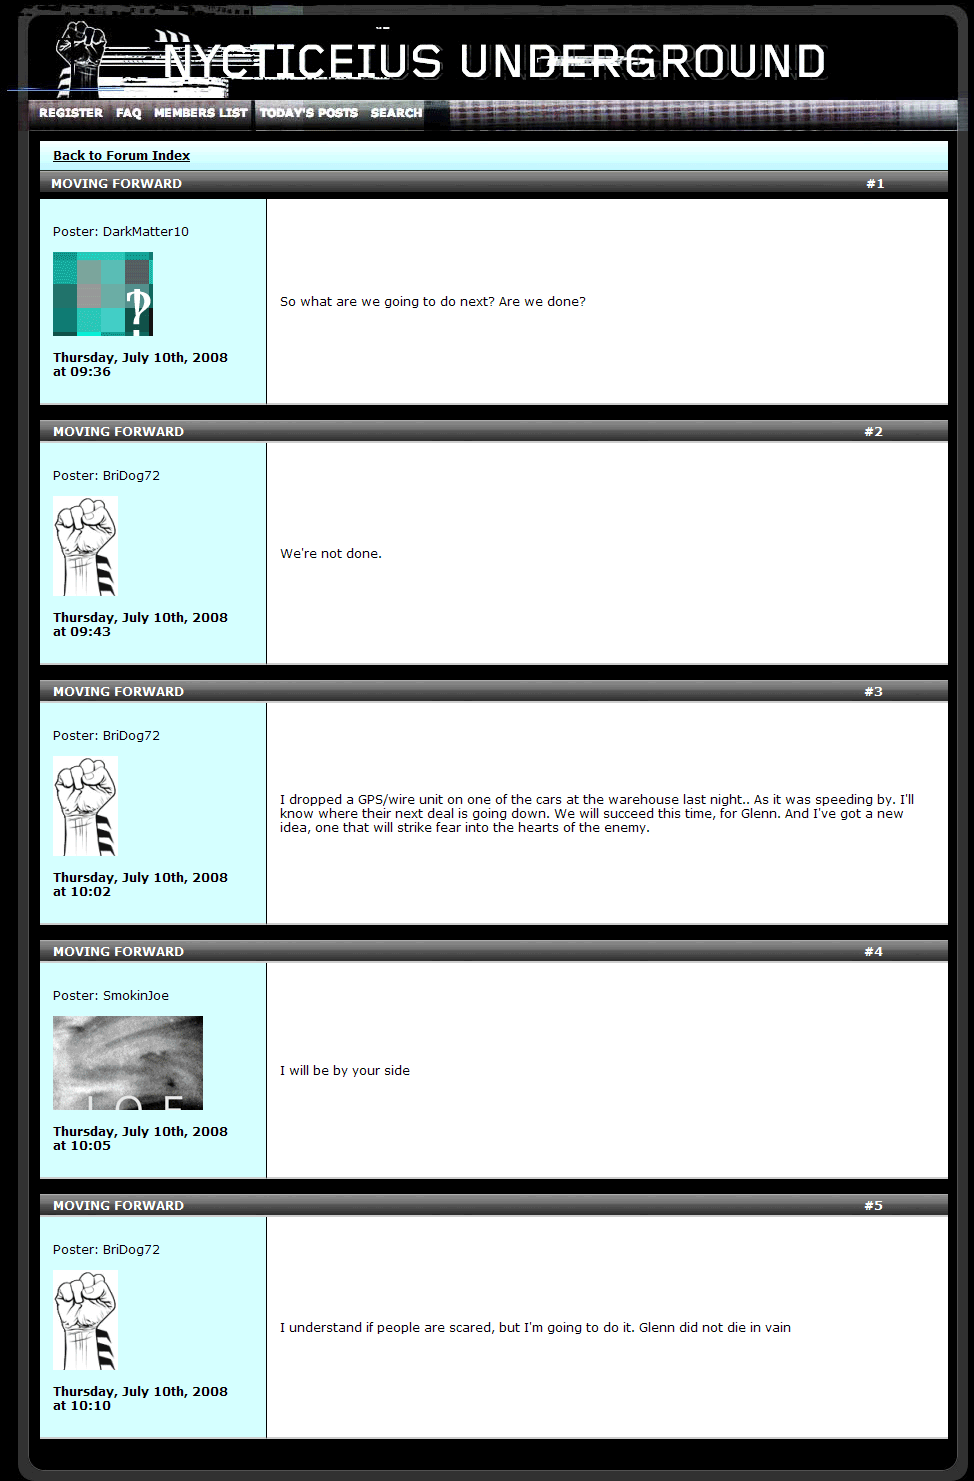 NYCTICEIUS UNDERGROUND
REGISTER FAQ MEMBERS LIST TODAY'S POSTS SEARCH
Back to Forum Index
MOVING FORWARD #1
Poster: DarkMatter10
?
Thursday, July 10th, 2008
at 09:36
So what are we going to do next? Are we done?
MOVING FORWARD #2
Poster: BriDog72
Thursday, July 10th, 2008
at 09:43
We're not done.
MOVING FORWARD #3
Poster: BriDog72
Thursday, July 10th, 2008
at 10:02
I dropped a GPS/wire unit on one of the cars at the warehouse last night.. As it was speeding by. I'll
know where their next deal is going down. We will succeed this time, for Glenn. And I've got a new
idea, one that will strike fear into the hearts of the enemy.
MOVING FORWARD #4
Poster: SmokinJoe
JOE
Thursday, July 10th, 2008
at 10:05
I will be by your side
MOVING FORWARD #5
Poster: BriDog72
Thursday, July 10th, 2008
at 10:10
I understand if people are scared, but I'm going to do it. Glenn did not die in vain